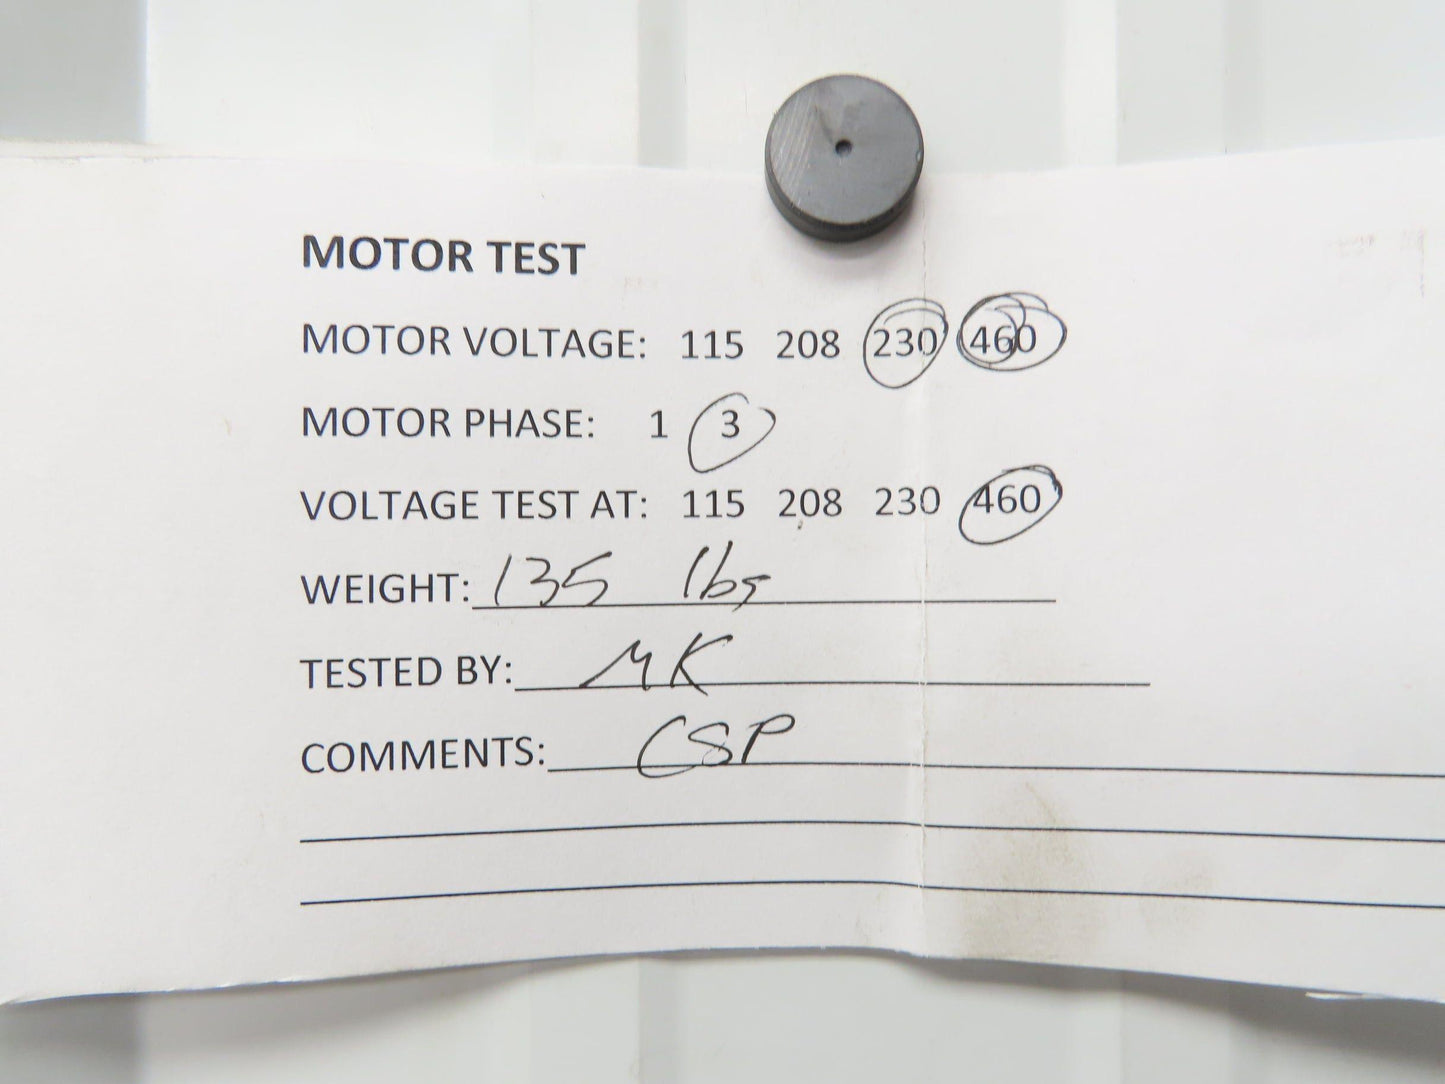 MOTOR TEST
MOTOR VOLTAGE: 115 208 230 460
MOTOR PHASE: 1 3
VOLTAGE TEST AT: 115 208 230 460
WEIGHT: 135 lbs
TESTED BY: MK
COMMENTS: CSP